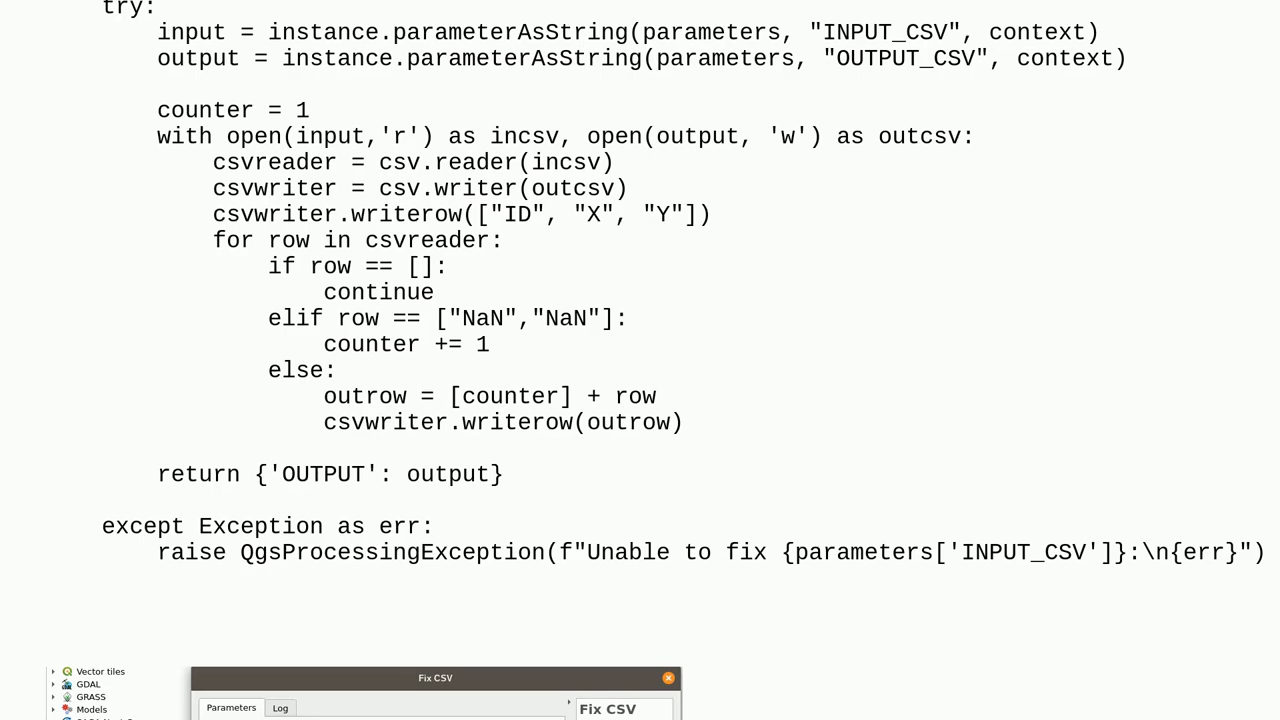 try:
input = instance.parameterAsString(parameters, "INPUT_CSV", context)
output = instance.parameterAsString(parameters, "OUTPUT_CSV", context)
counter = 1
with open(input,'r') as incsv, open(output, 'w') as outcsv:
csvreader = csv.reader(incsv)
csvwriter = csv.writer(outcsv)
csvwriter.writerow(["ID", "X", "Y"])
for row in csvreader:
if row == []:
continue
elif row == ["NaN","NaN"]:
counter += 1
else:
outrow = [counter] + row
csvwriter.writerow(outrow)
return {'OUTPUT': output}
except Exception as err:
raise QgsProcessingException(f"Unable to fix {parameters['INPUT_CSV']}:\n{err}")
Vector tiles
GDAL
GRASS
Models
Fix CSV
Parameters
Log
Fix CSV